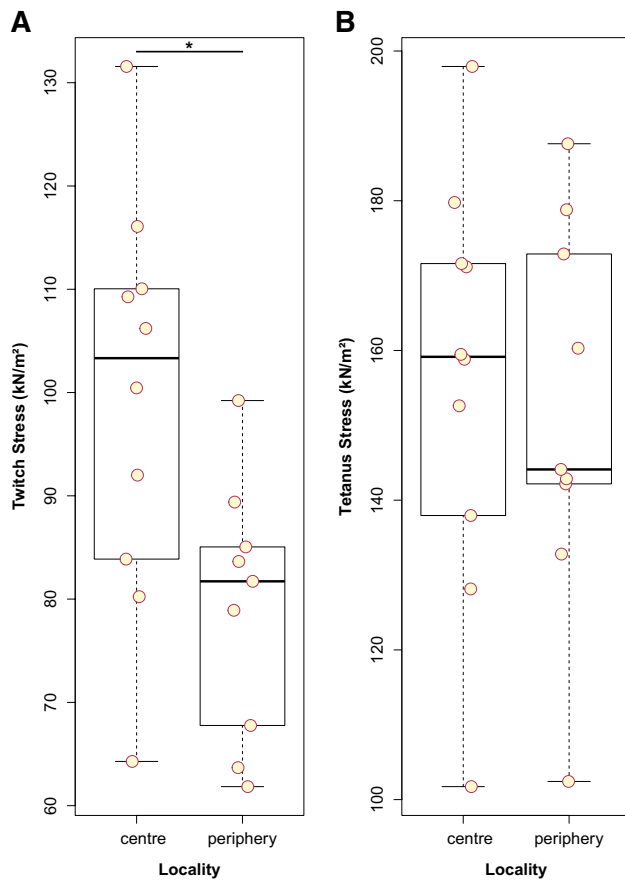 A
B
*
Twitch Stress (kN/m²)
130
120
110
100
90
80
70
60
centre
periphery
Locality
Tetanus Stress (kN/m²)
200
180
160
140
120
100
centre
periphery
Locality